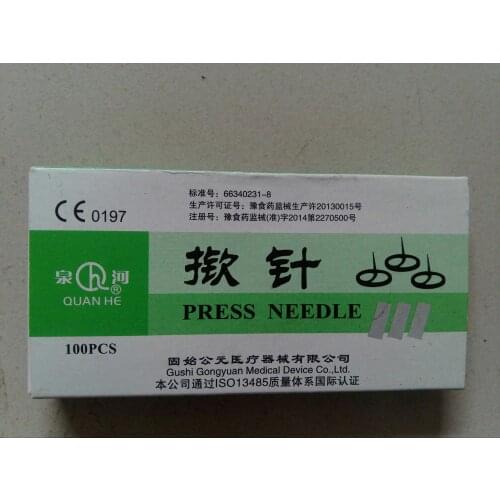 标准号：66340231-8
生产许可证号：豫食药监械生产许20130015号
注册号：豫食药监械(准)字2014第2270500号
CE 0197
泉河®
QUAN HE
揿针
PRESS NEEDLE
100PCS
固始公元医疗器械有限公司
Gushi Gongyuan Medical Device Co.,Ltd.
本公司通过ISO13485质量体系国际认证